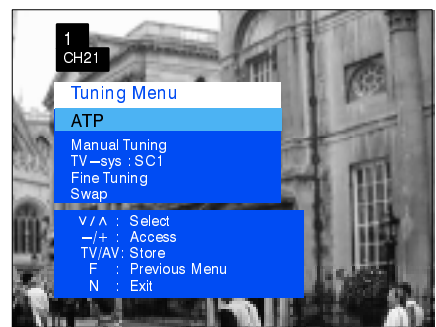 1
CH21
Tuning Menu
ATP
Manual Tuning
TV–sys : SC1
Fine Tuning
Swap
∨/∧ : Select
–/+ : Access
TV/AV: Store
F : Previous Menu
N : Exit